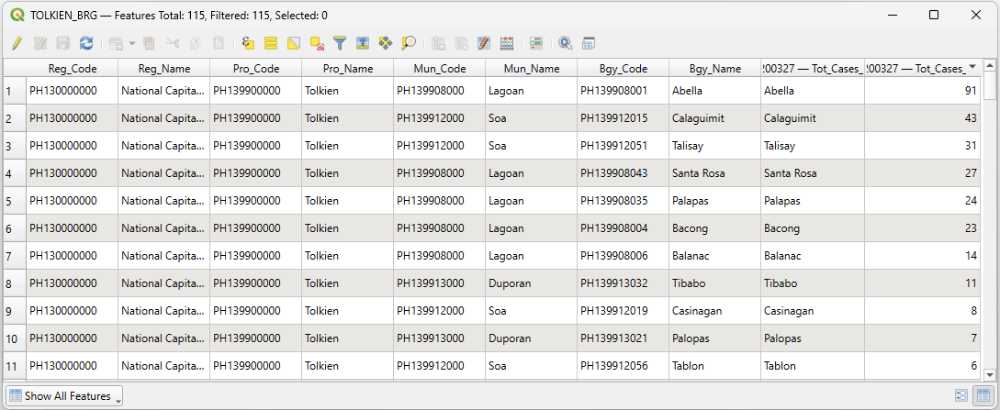 TOLKIEN_BRG — Features Total: 115, Filtered: 115, Selected: 0
Reg_Code Reg_Name Pro_Code Pro_Name Mun_Code Mun_Name Bgy_Code Bgy_Name !00327 — Tot_Cases_ !00327 — Tot_Cases_
1 PH130000000 National Capita... PH139900000 Tolkien PH139908000 Lagoan PH139908001 Abella Abella 91
2 PH130000000 National Capita... PH139900000 Tolkien PH139912000 Soa PH139912015 Calaguimit Calaguimit 43
3 PH130000000 National Capita... PH139900000 Tolkien PH139912000 Soa PH139912051 Talisay Talisay 31
4 PH130000000 National Capita... PH139900000 Tolkien PH139908000 Lagoan PH139908043 Santa Rosa Santa Rosa 27
5 PH130000000 National Capita... PH139900000 Tolkien PH139908000 Lagoan PH139908035 Palapas Palapas 24
6 PH130000000 National Capita... PH139900000 Tolkien PH139908000 Lagoan PH139908004 Bacong Bacong 23
7 PH130000000 National Capita... PH139900000 Tolkien PH139908000 Lagoan PH139908006 Balanac Balanac 14
8 PH130000000 National Capita... PH139900000 Tolkien PH139913000 Duporan PH139913032 Tibabo Tibabo 11
9 PH130000000 National Capita... PH139900000 Tolkien PH139912000 Soa PH139912019 Casinagan Casinagan 8
10 PH130000000 National Capita... PH139900000 Tolkien PH139913000 Duporan PH139913021 Palopas Palopas 7
11 PH130000000 National Capita... PH139900000 Tolkien PH139912000 Soa PH139912056 Tablon Tablon 6
Show All Features